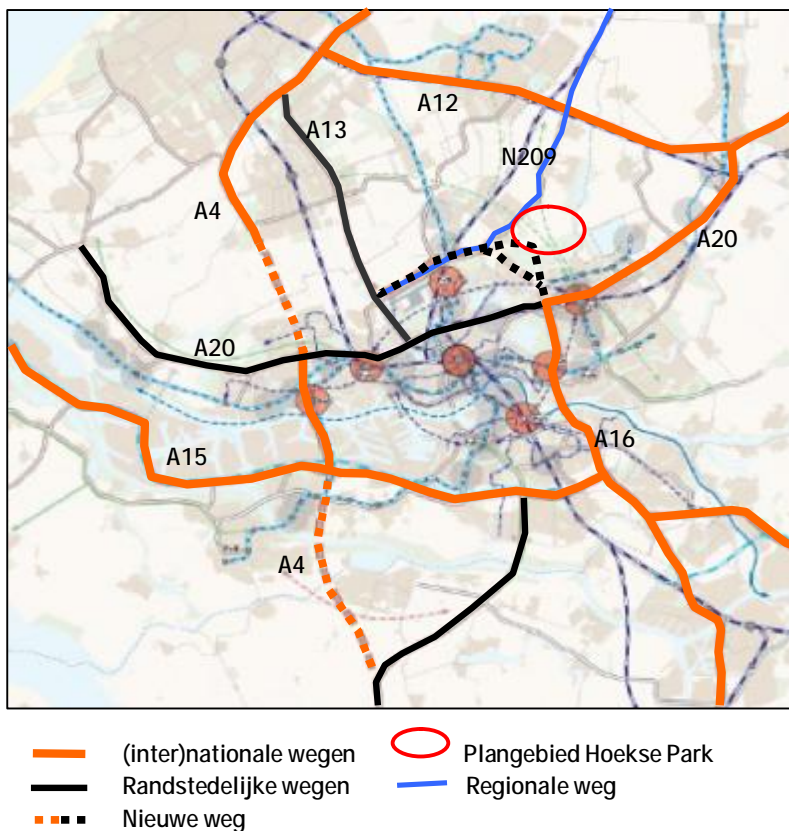 A12
A13
N209
A4
A20
A20
A16
A15
A4
(inter)nationale wegen
Plangebied Hoekse Park
Randstedelijke wegen
Regionale weg
Nieuwe weg